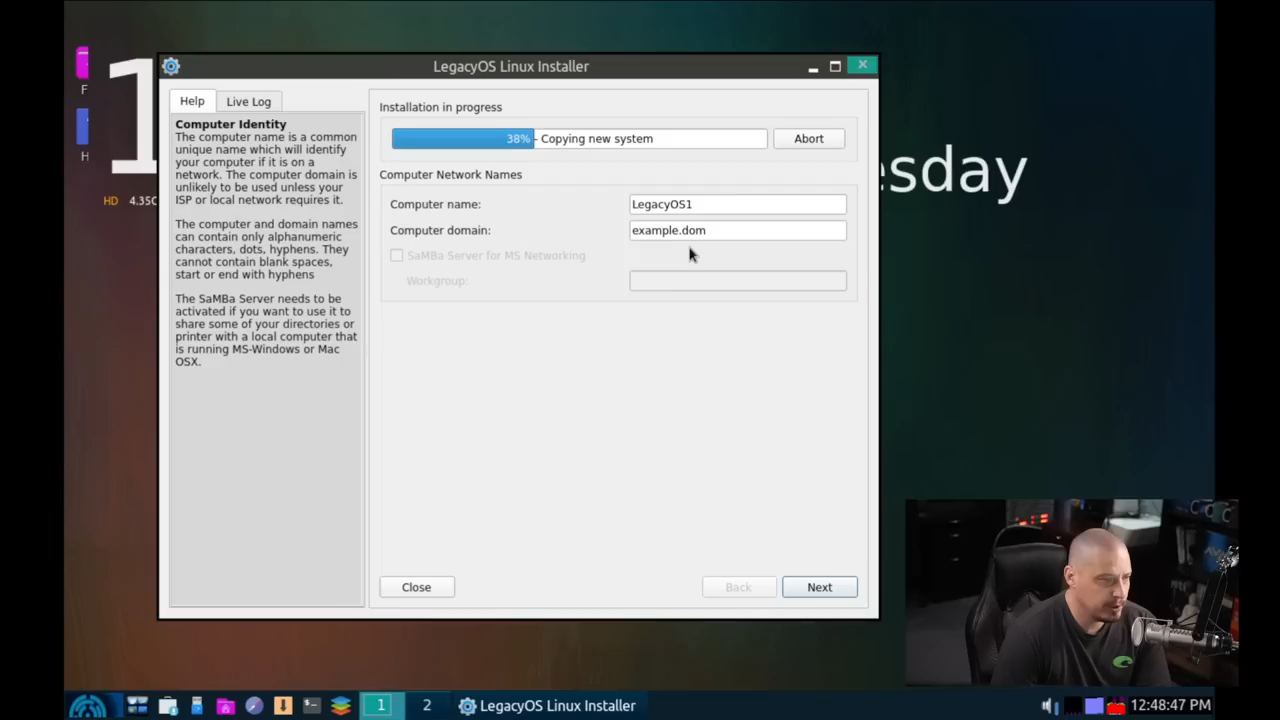 LegacyOS Linux Installer
Help
Live Log
Computer Identity
The computer name is a common
unique name which will identify
your computer if it is on a
network. The computer domain is
unlikely to be used unless your
ISP or local network requires it.
The computer and domain names
can contain only alphanumeric
characters, dots, hyphens. They
cannot contain blank spaces,
start or end with hyphens
The SaMBa Server needs to be
activated if you want to use it to
share some of your directories or
printer with a local computer that
is running MS-Windows or Mac
OSX.
Installation in progress
38% - Copying new system
Abort
Computer Network Names
Computer name:
LegacyOS1
Computer domain:
example.dom
SaMBa Server for MS Networking
Workgroup:
Close
Back
Next
F
H
1
esday
HD 4.35G
1
2
LegacyOS Linux Installer
12:48:47 PM